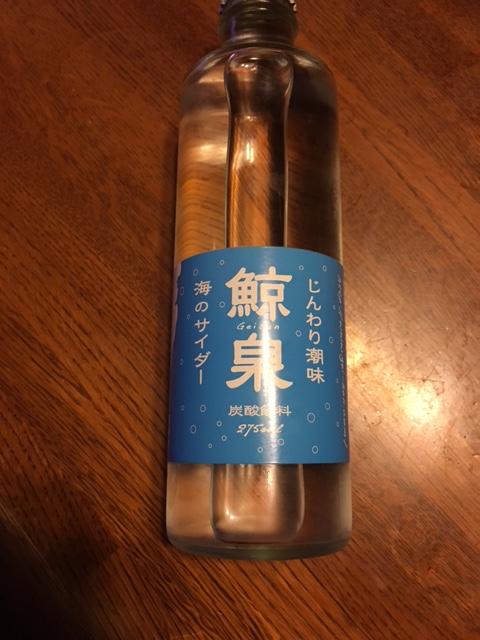 じんわり潮味
鯨泉
Geisen
海のサイダー
炭酸飲料
275ml